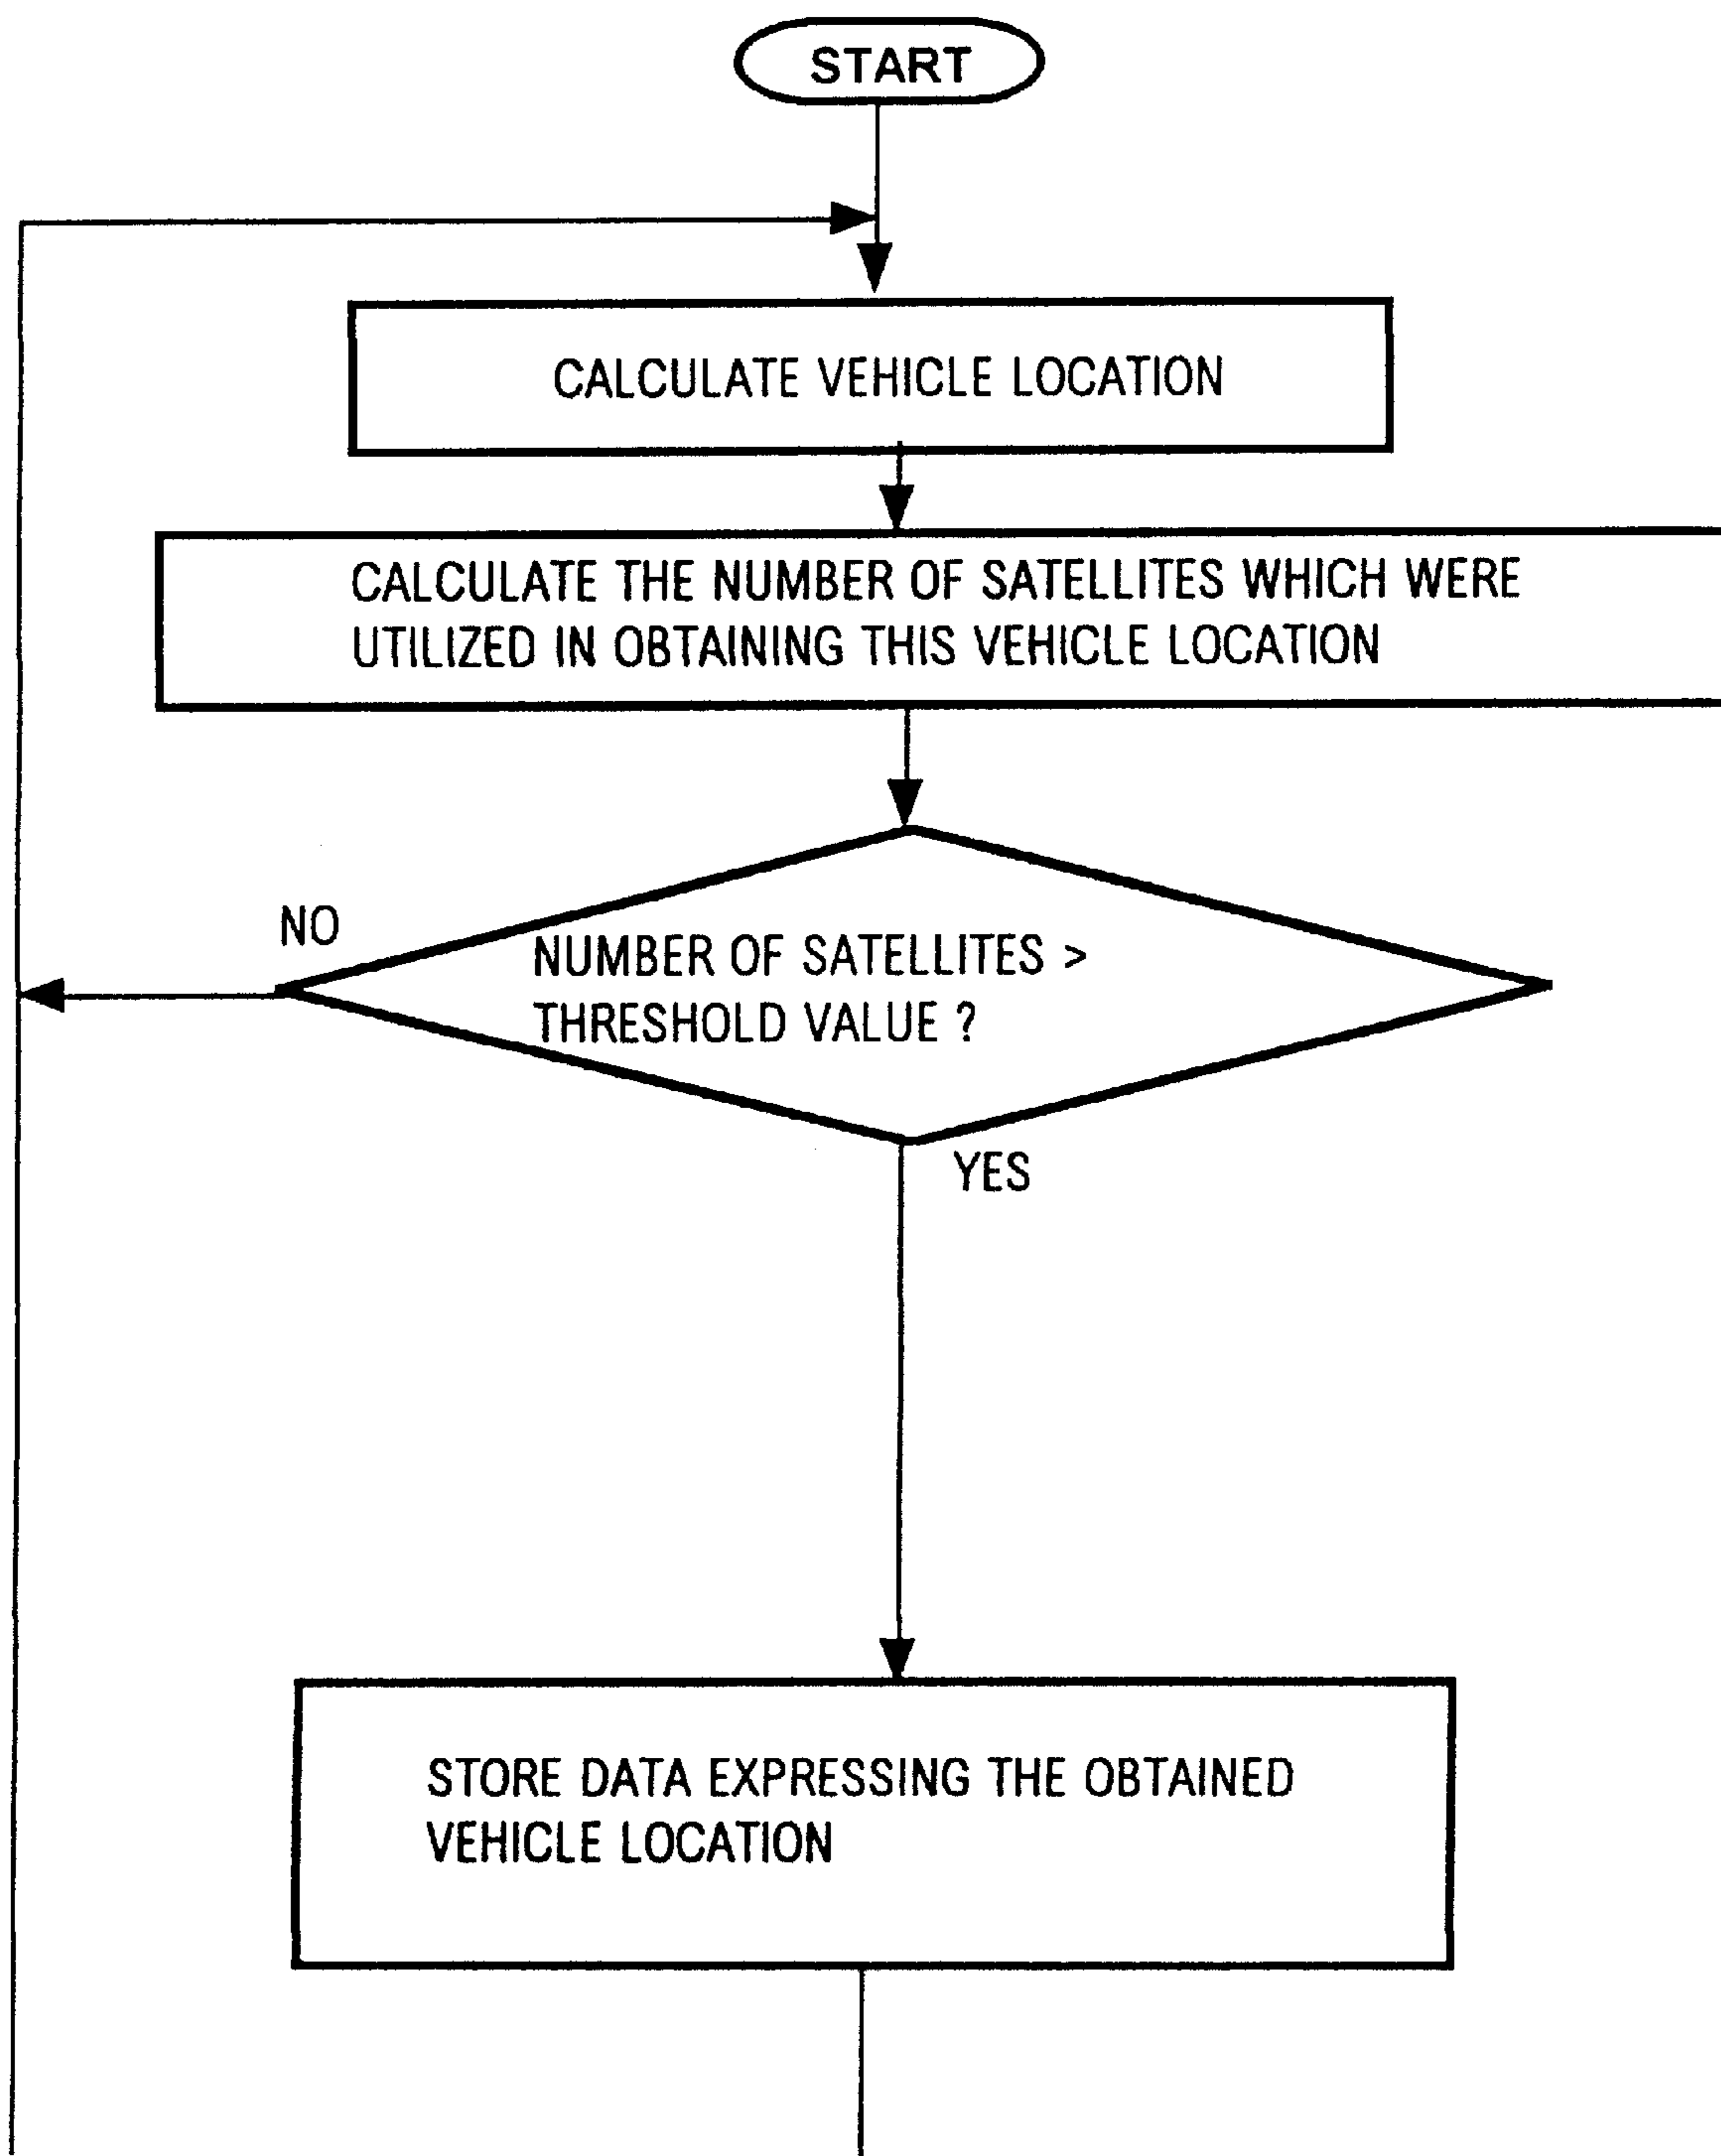 START
CALCULATE VEHICLE LOCATION
CALCULATE THE NUMBER OF SATELLITES WHICH WERE
UTILIZED IN OBTAINING THIS VEHICLE LOCATION
NO
NUMBER OF SATELLITES >
THRESHOLD VALUE ?
YES
STORE DATA EXPRESSING THE OBTAINED
VEHICLE LOCATION